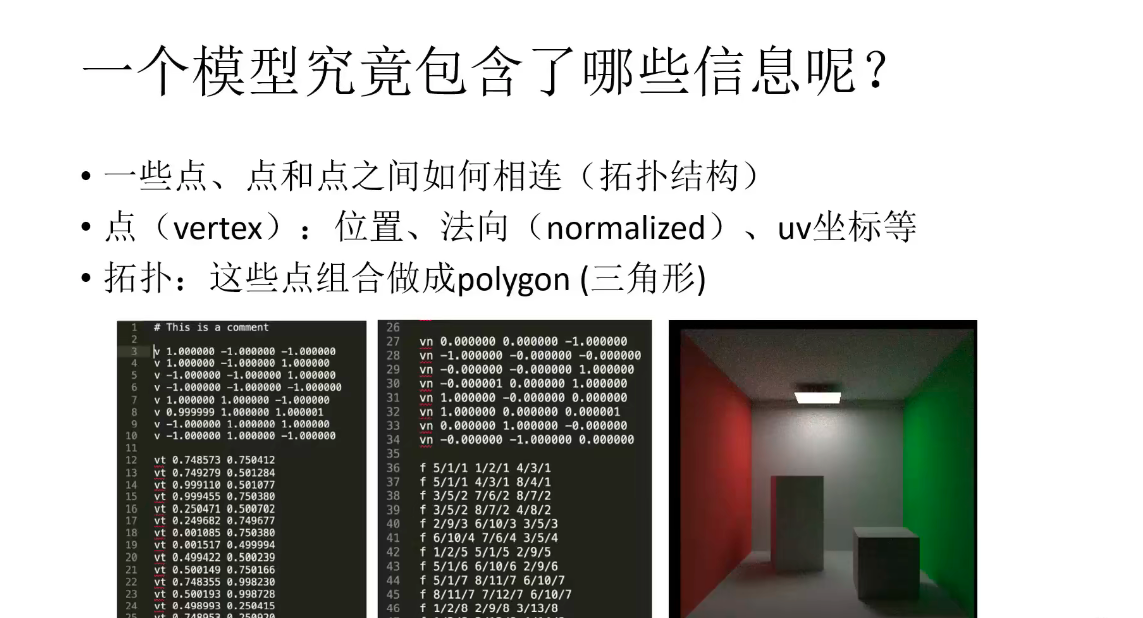 一个模型究竟包含了哪些信息呢？
• 一些点、点和点之间如何相连（拓扑结构）
• 点（vertex）：位置、法向（normalized）、uv坐标等
• 拓扑：这些点组合做成polygon (三角形)
1 # This is a comment
2
3 v 1.000000 -1.000000 -1.000000
4 v 1.000000 -1.000000 1.000000
5 v -1.000000 -1.000000 1.000000
6 v -1.000000 -1.000000 -1.000000
7 v 1.000000 1.000000 -1.000000
8 v 0.999999 1.000000 1.000001
9 v -1.000000 1.000000 1.000000
10 v -1.000000 1.000000 -1.000000
11
12 vt 0.748573 0.750412
13 vt 0.749279 0.501284
14 vt 0.999110 0.501077
15 vt 0.999455 0.750380
16 vt 0.250471 0.500702
17 vt 0.249682 0.749677
18 vt 0.001085 0.750380
19 vt 0.001517 0.499994
20 vt 0.499422 0.500239
21 vt 0.500149 0.750166
22 vt 0.748355 0.998230
23 vt 0.500193 0.998728
24 vt 0.498993 0.250415
26
27 vn 0.000000 0.000000 -1.000000
28 vn -1.000000 -0.000000 -0.000000
29 vn -0.000000 -0.000000 1.000000
30 vn -0.000001 0.000000 1.000000
31 vn 1.000000 -0.000000 0.000000
32 vn 1.000000 0.000000 0.000001
33 vn 0.000000 1.000000 -0.000000
34 vn -0.000000 -1.000000 0.000000
35
36 f 5/1/1 1/2/1 4/3/1
37 f 5/1/1 4/3/1 8/4/1
38 f 3/5/2 7/6/2 8/7/2
39 f 3/5/2 8/7/2 4/8/2
40 f 2/9/3 6/10/3 3/5/3
41 f 6/10/4 7/6/4 3/5/4
42 f 1/2/5 5/1/5 2/9/5
43 f 5/1/6 6/10/6 2/9/6
44 f 5/1/7 8/11/7 6/10/7
45 f 8/11/7 7/12/7 6/10/7
46 f 1/2/8 2/9/8 3/13/8